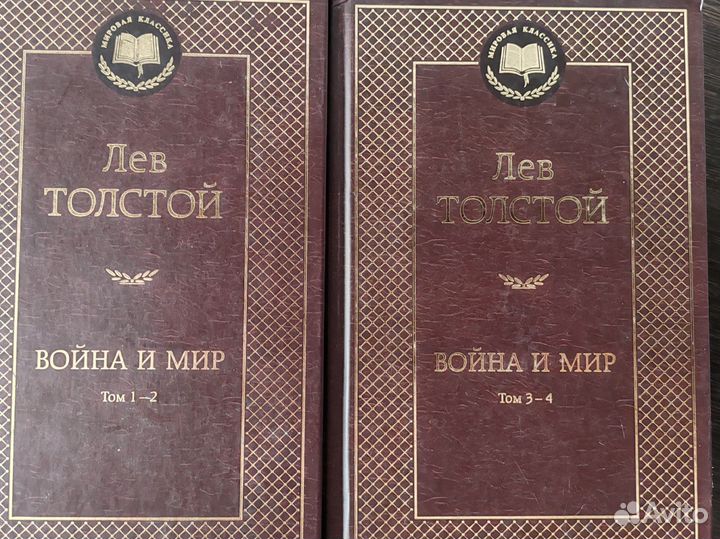 МИРОВАЯ КЛАССИКА
Лев
ТОЛСТОЙ
ВОЙНА И МИР
Том 1–2
МИРОВАЯ КЛАССИКА
Лев
ТОЛСТОЙ
ВОЙНА И МИР
Том 3–4
Avito